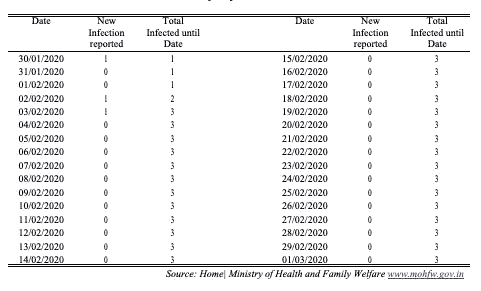 Date New Infection reported Total Infected until Date Date New Infection reported Total Infected until Date
30/01/2020 1 1 15/02/2020 0 3
31/01/2020 0 1 16/02/2020 0 3
01/02/2020 0 1 17/02/2020 0 3
02/02/2020 1 2 18/02/2020 0 3
03/02/2020 1 3 19/02/2020 0 3
04/02/2020 0 3 20/02/2020 0 3
05/02/2020 0 3 21/02/2020 0 3
06/02/2020 0 3 22/02/2020 0 3
07/02/2020 0 3 23/02/2020 0 3
08/02/2020 0 3 24/02/2020 0 3
09/02/2020 0 3 25/02/2020 0 3
10/02/2020 0 3 26/02/2020 0 3
11/02/2020 0 3 27/02/2020 0 3
12/02/2020 0 3 28/02/2020 0 3
13/02/2020 0 3 29/02/2020 0 3
14/02/2020 0 3 01/03/2020 0 3
Source: Home| Ministry of Health and Family Welfare www.mohfw.gov.in